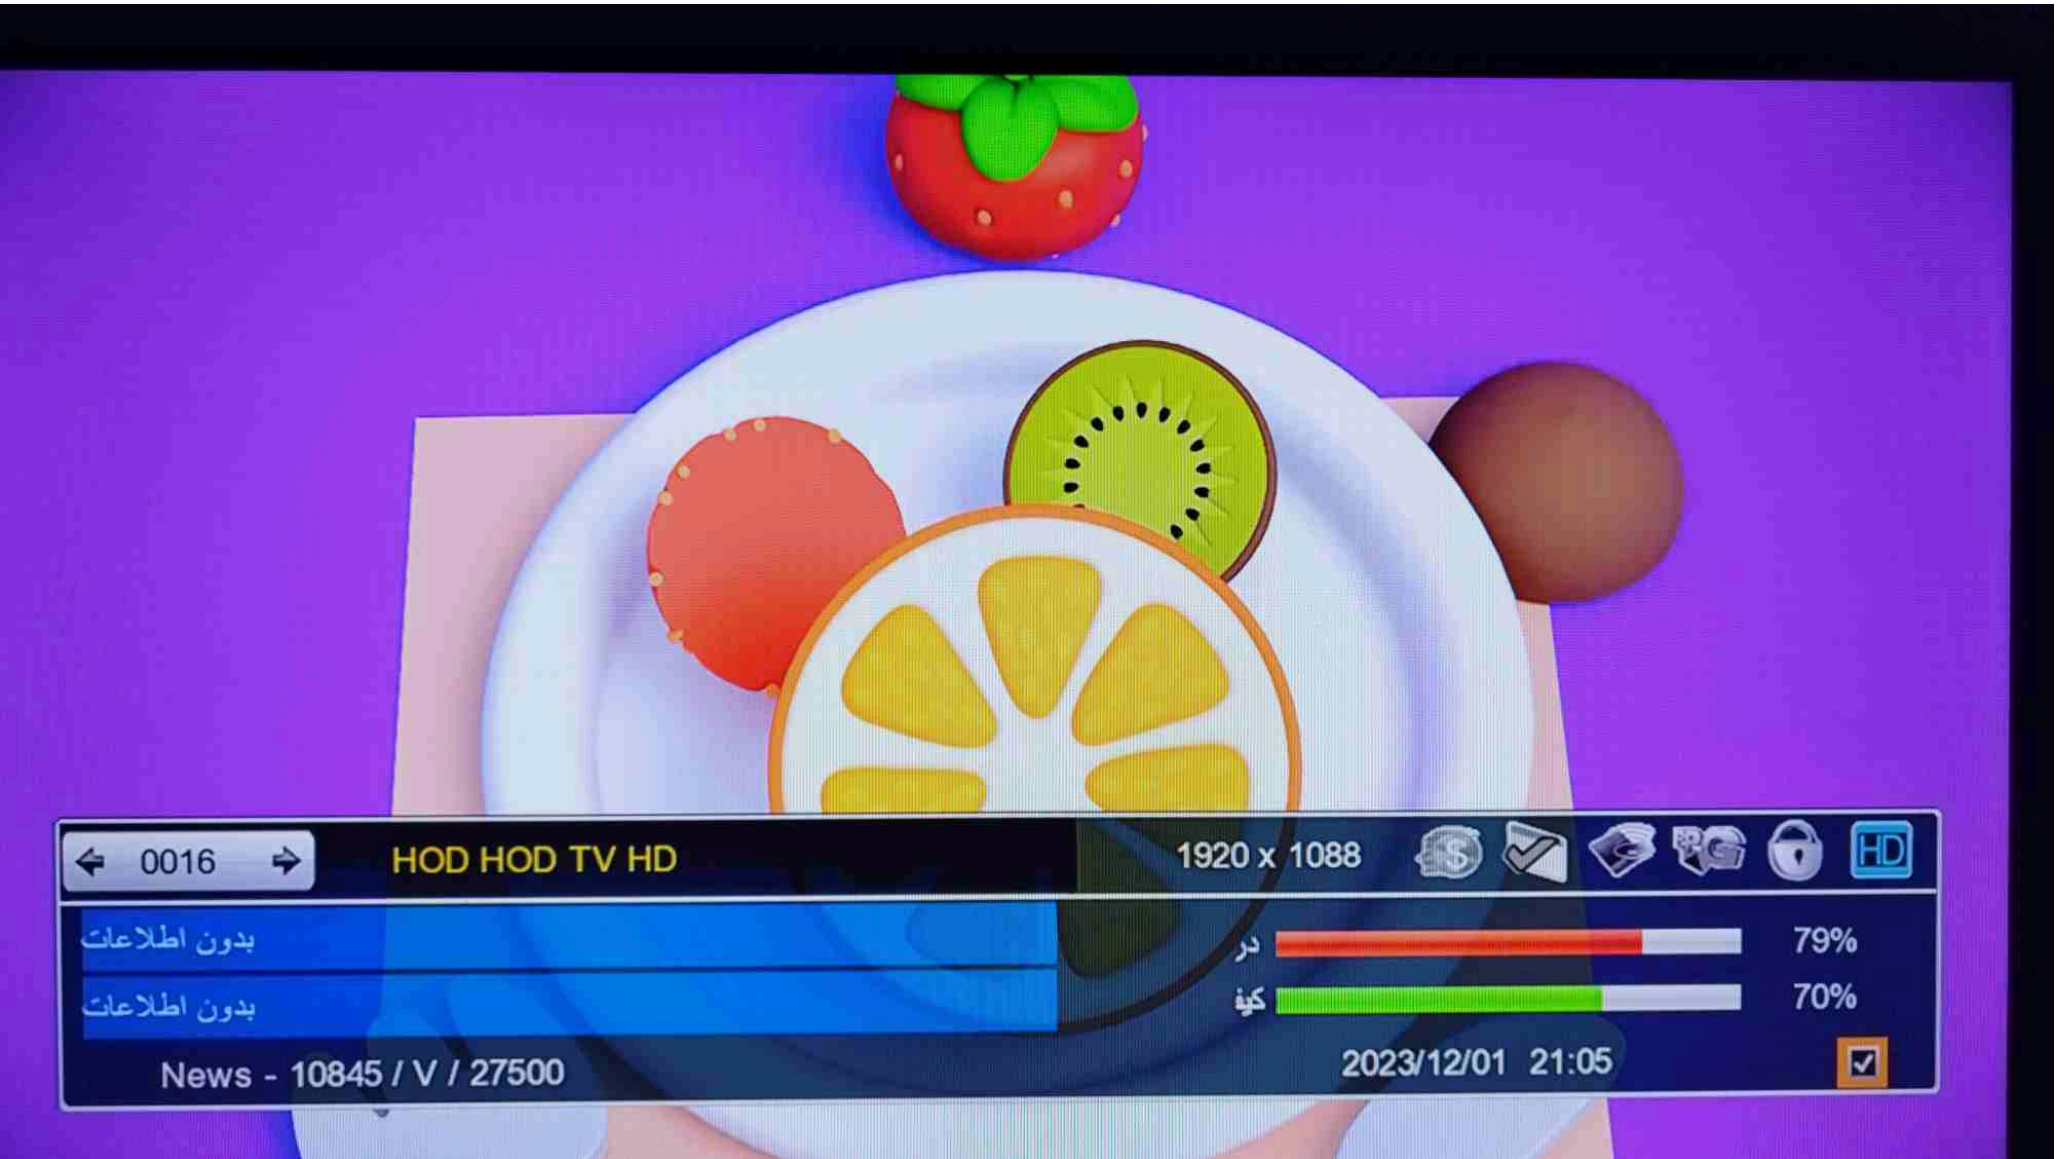 0016 HOD HOD TV HD 1920 x 1088 HD
بدون اطلاعات
در 79%
بدون اطلاعات
کیف 70%
News - 10845 / V / 27500 2023/12/01 21:05